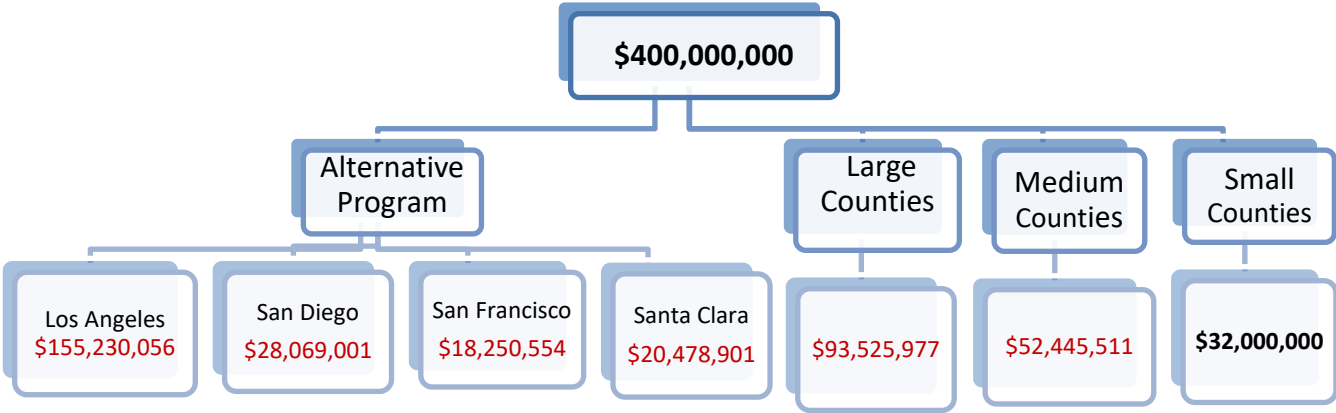 $400,000,000
Alternative
Program
Large
Counties
Medium
Counties
Small
Counties
Los Angeles
$155,230,056
San Diego
$28,069,001
San Francisco
$18,250,554
Santa Clara
$20,478,901
$93,525,977
$52,445,511
$32,000,000